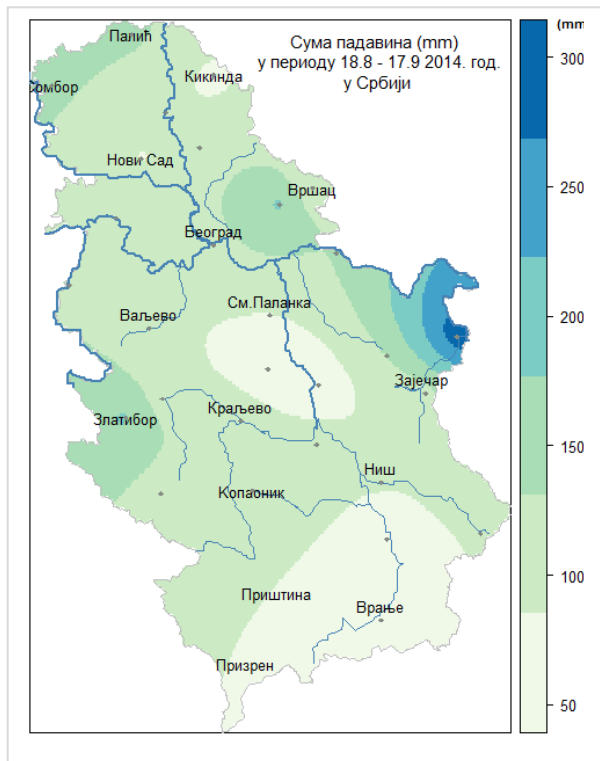 Сума падавина (mm)
у периоду 18.8 - 17.9 2014. год.
у Србији
(mm
300
250
200
150
100
50
Палић
Кикинда
Сомбор
Нови Сад
Вршац
Београд
См.Паланка
Ваљево
Зајечар
Краљево
Златибор
Ниш
Копаоник
Приштина
Врање
Призрен